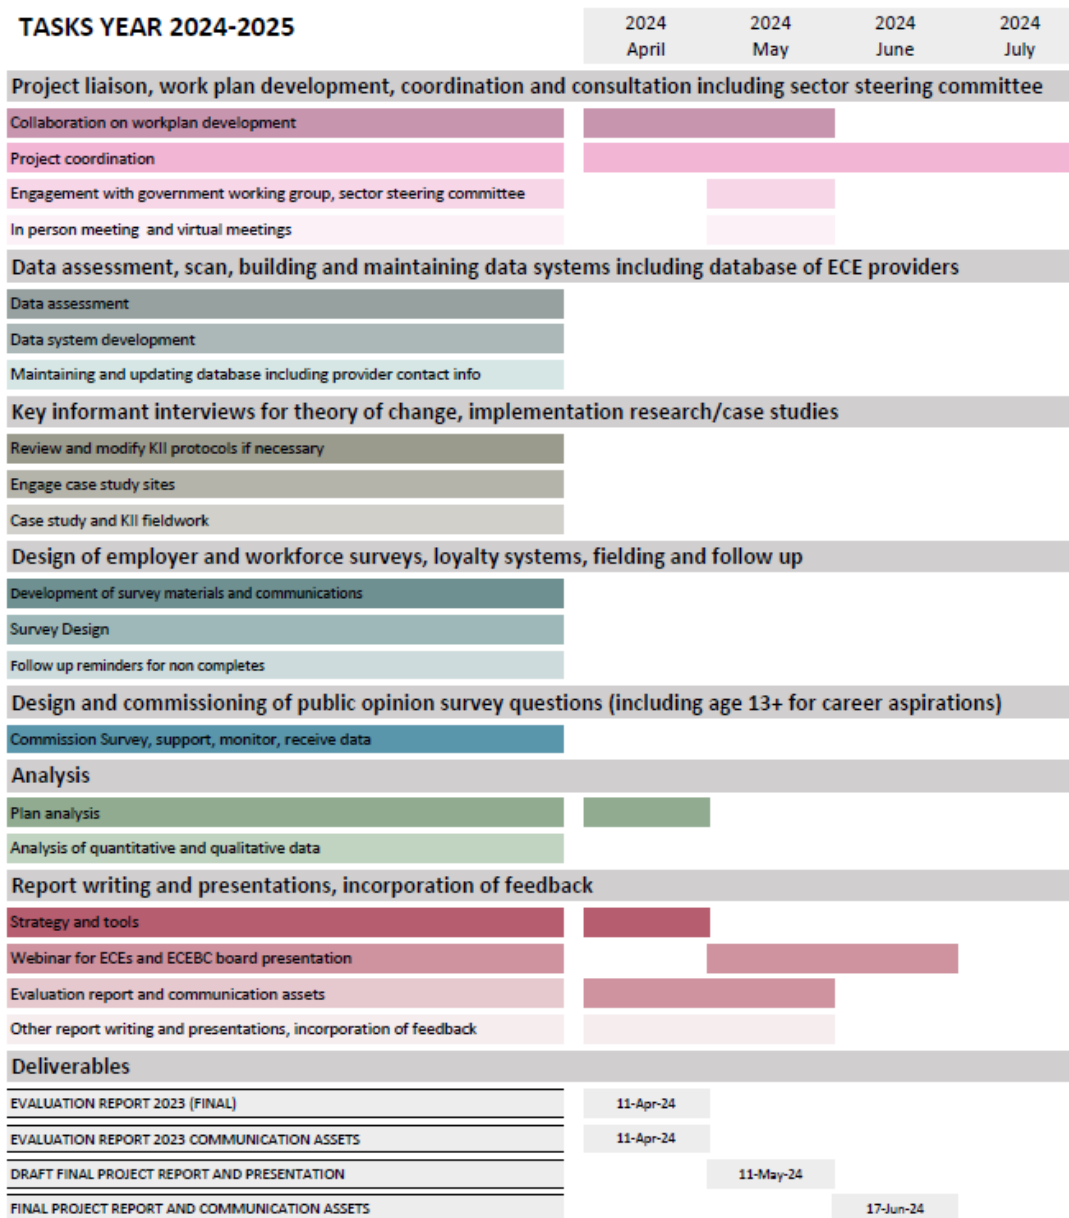 TASKS YEAR 2024-2025
2024 2024 2024 2024
April May June July
Project liaison, work plan development, coordination and consultation including sector steering committee
Collaboration on workplan development
Project coordination
Engagement with government working group, sector steering committee
In person meeting and virtual meetings
Data assessment, scan, building and maintaining data systems including database of ECE providers
Data assessment
Data system development
Maintaining and updating database including provider contact info
Key informant interviews for theory of change, implementation research/case studies
Review and modify KII protocols if necessary
Engage case study sites
Case study and KII fieldwork
Design of employer and workforce surveys, loyalty systems, fielding and follow up
Development of survey materials and communications
Survey Design
Follow up reminders for non completes
Design and commissioning of public opinion survey questions (including age 13+ for career aspirations)
Commission Survey, support, monitor, receive data
Analysis
Plan analysis
Analysis of quantitative and qualitative data
Report writing and presentations, incorporation of feedback
Strategy and tools
Webinar for ECEs and ECEBC board presentation
Evaluation report and communication assets
Other report writing and presentations, incorporation of feedback
Deliverables
EVALUATION REPORT 2023 (FINAL) 11-Apr-24
EVALUATION REPORT 2023 COMMUNICATION ASSETS 11-Apr-24
DRAFT FINAL PROJECT REPORT AND PRESENTATION 11-May-24
FINAL PROJECT REPORT AND COMMUNICATION ASSETS 17-Jun-24